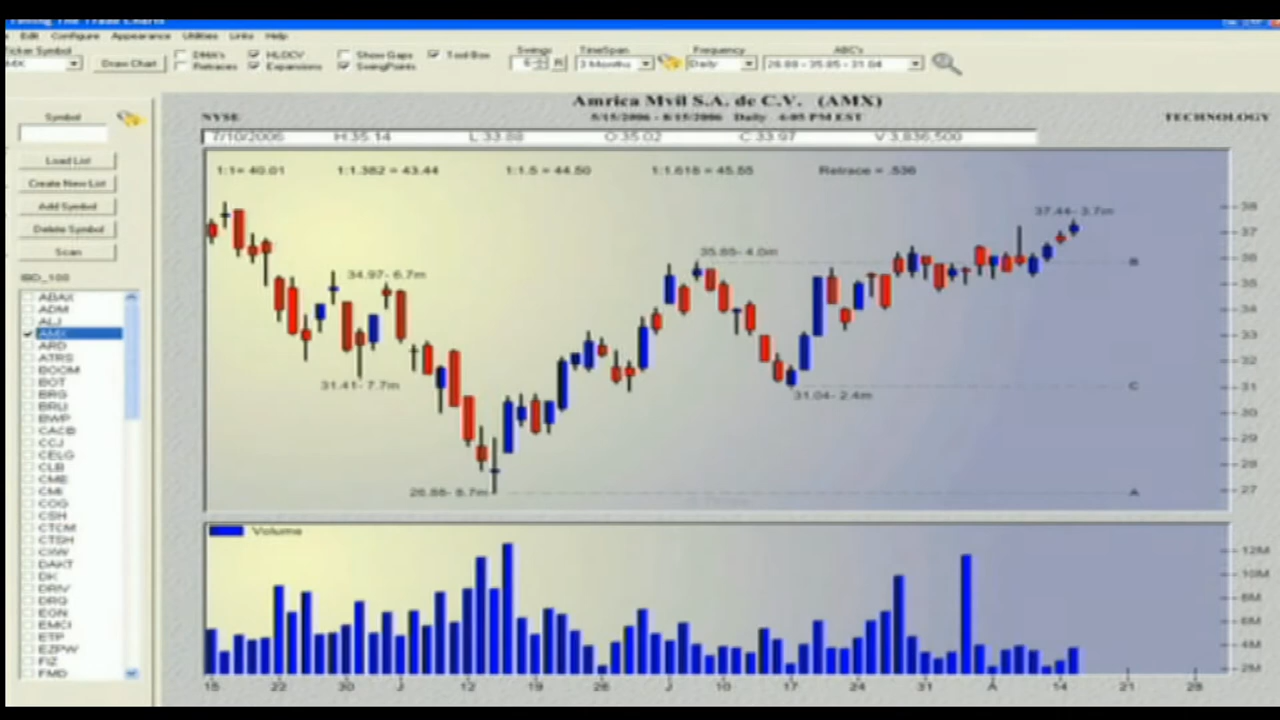 Timing The Trade Charts
Edit Configure Appearance Utilities Links Help
Ticker Symbol
Draw Chart
DMA's
Retraces
HLOCV
Expansions
Show Gaps
SwingPoints
Tool Box
Swings
6
R
TimeSpan
3 Months
Frequency
Daily
ABC's
26.88 - 35.85 - 31.04
Symbol
Load List
Create New List
Add Symbol
Delete Symbol
Scan
IBD_100
ABAX
ADM
ALJ
AMX
ARD
ATRS
BOOM
BOT
BRG
BRLI
BWP
CACB
CCJ
CELG
CLB
CME
CMI
COG
CSH
CTCM
CTSH
DAKT
DK
DRIV
DRQ
EGN
EMCI
ETP
EZPW
FIZ
FMD
Amrica Mvil S.A. de C.V. (AMX)
NYSE
5/15/2006 - 8/15/2006 Daily 4:05 PM EST
TECHNOLOGY
7/10/2006 H:35.14 L:33.88 O:35.02 C:33.97 V:3,836,500
1:1= 40.01 1:1.382 = 43.44 1:1.5 = 44.50 1:1.618 = 45.55 Retrace = .536
37.44- 3.7m
35.85- 4.0m
34.97- 6.7m
31.41- 7.7m
31.04- 2.4m
B
C
A
38
37
36
35
34
33
32
31
30
29
28
27
Volume
12M
10M
8M
6M
4M
2M
15 22 30 J 12 19 26 J 10 17 24 31 A 14 21 28